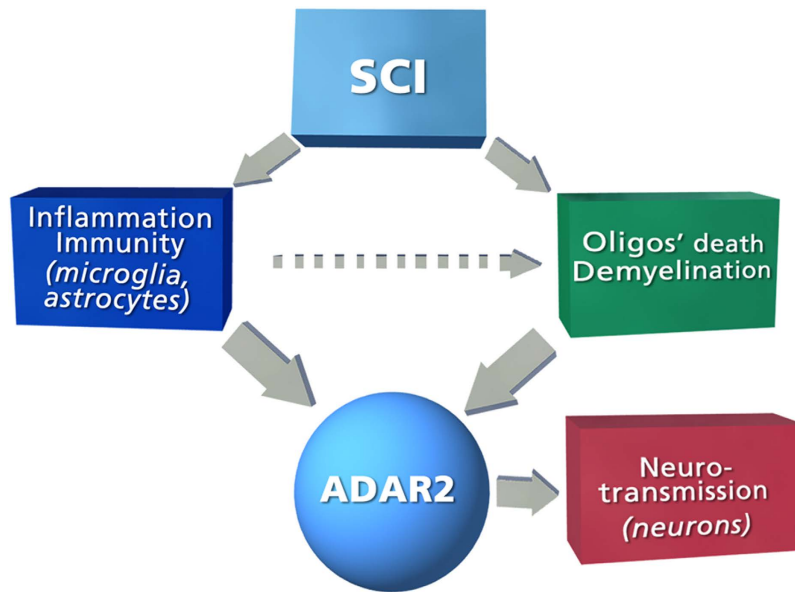 SCI
Inflammation
Immunity
(microglia,
astrocytes)
Oligos' death
Demyelination
ADAR2
Neuro-
transmission
(neurons)